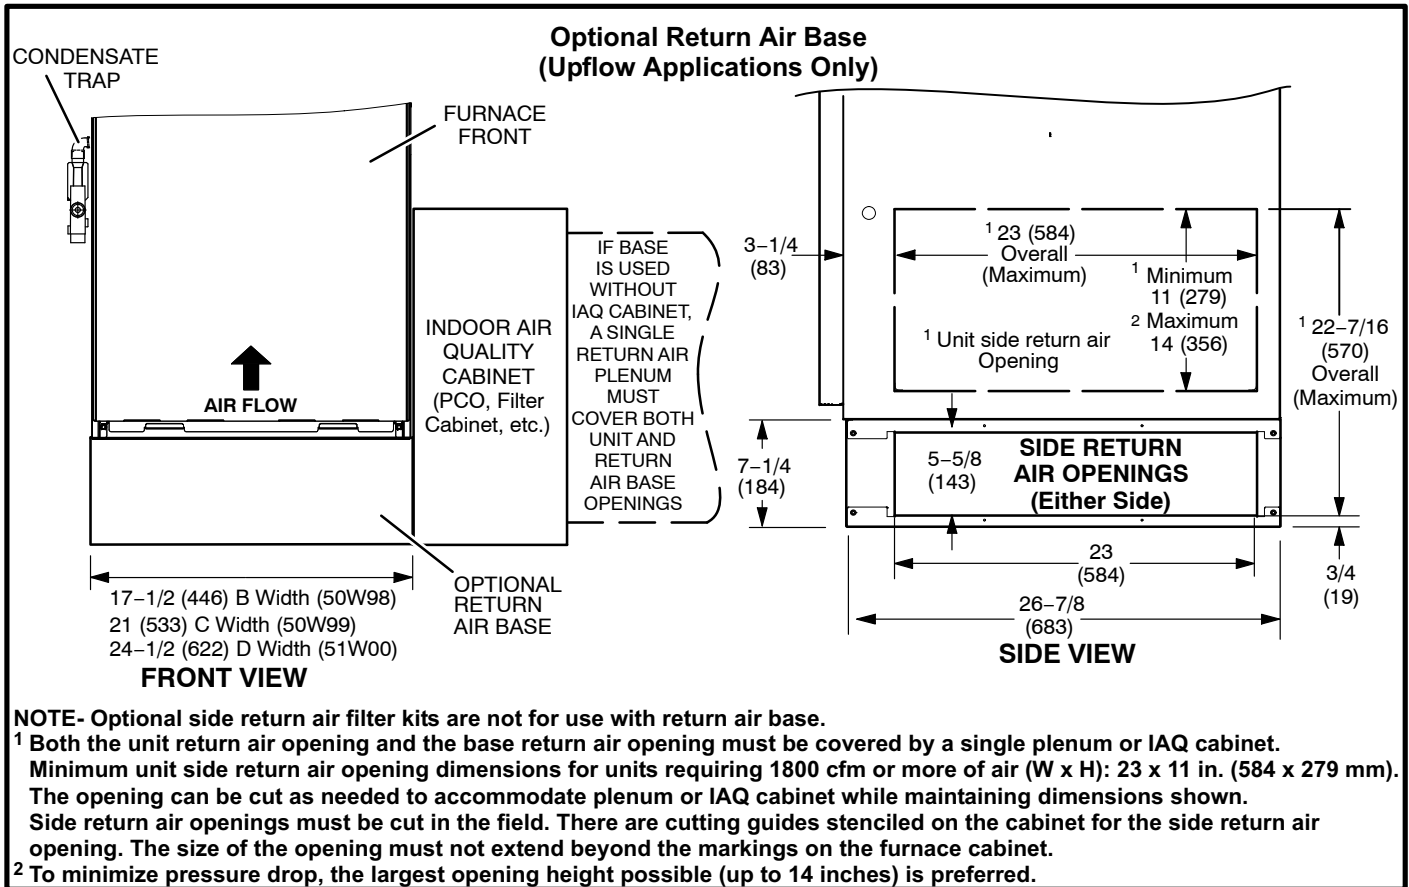 Optional Return Air Base
(Upflow Applications Only)
CONDENSATE
TRAP
FURNACE
FRONT
INDOOR AIR
QUALITY
CABINET
(PCO, Filter
Cabinet, etc.)
IF BASE
IS USED
WITHOUT
IAQ CABINET,
A SINGLE
RETURN AIR
PLENUM
MUST
COVER BOTH
UNIT AND
RETURN
AIR BASE
OPENINGS
AIR FLOW
OPTIONAL
RETURN
AIR BASE
17−1/2 (446) B Width (50W98)
21 (533) C Width (50W99)
24−1/2 (622) D Width (51W00)
FRONT VIEW
3−1/4
(83)
1 23 (584)
Overall
(Maximum)
1 Minimum
11 (279)
2 Maximum
14 (356)
1 Unit side return air
Opening
1 22−7/16
(570)
Overall
(Maximum)
7−1/4
(184)
5−5/8
(143)
SIDE RETURN
AIR OPENINGS
(Either Side)
23
(584)
3/4
(19)
26−7/8
(683)
SIDE VIEW
NOTE- Optional side return air filter kits are not for use with return air base.
1 Both the unit return air opening and the base return air opening must be covered by a single plenum or IAQ cabinet.
Minimum unit side return air opening dimensions for units requiring 1800 cfm or more of air (W x H): 23 x 11 in. (584 x 279 mm).
The opening can be cut as needed to accommodate plenum or IAQ cabinet while maintaining dimensions shown.
Side return air openings must be cut in the field. There are cutting guides stenciled on the cabinet for the side return air
opening. The size of the opening must not extend beyond the markings on the furnace cabinet.
2 To minimize pressure drop, the largest opening height possible (up to 14 inches) is preferred.